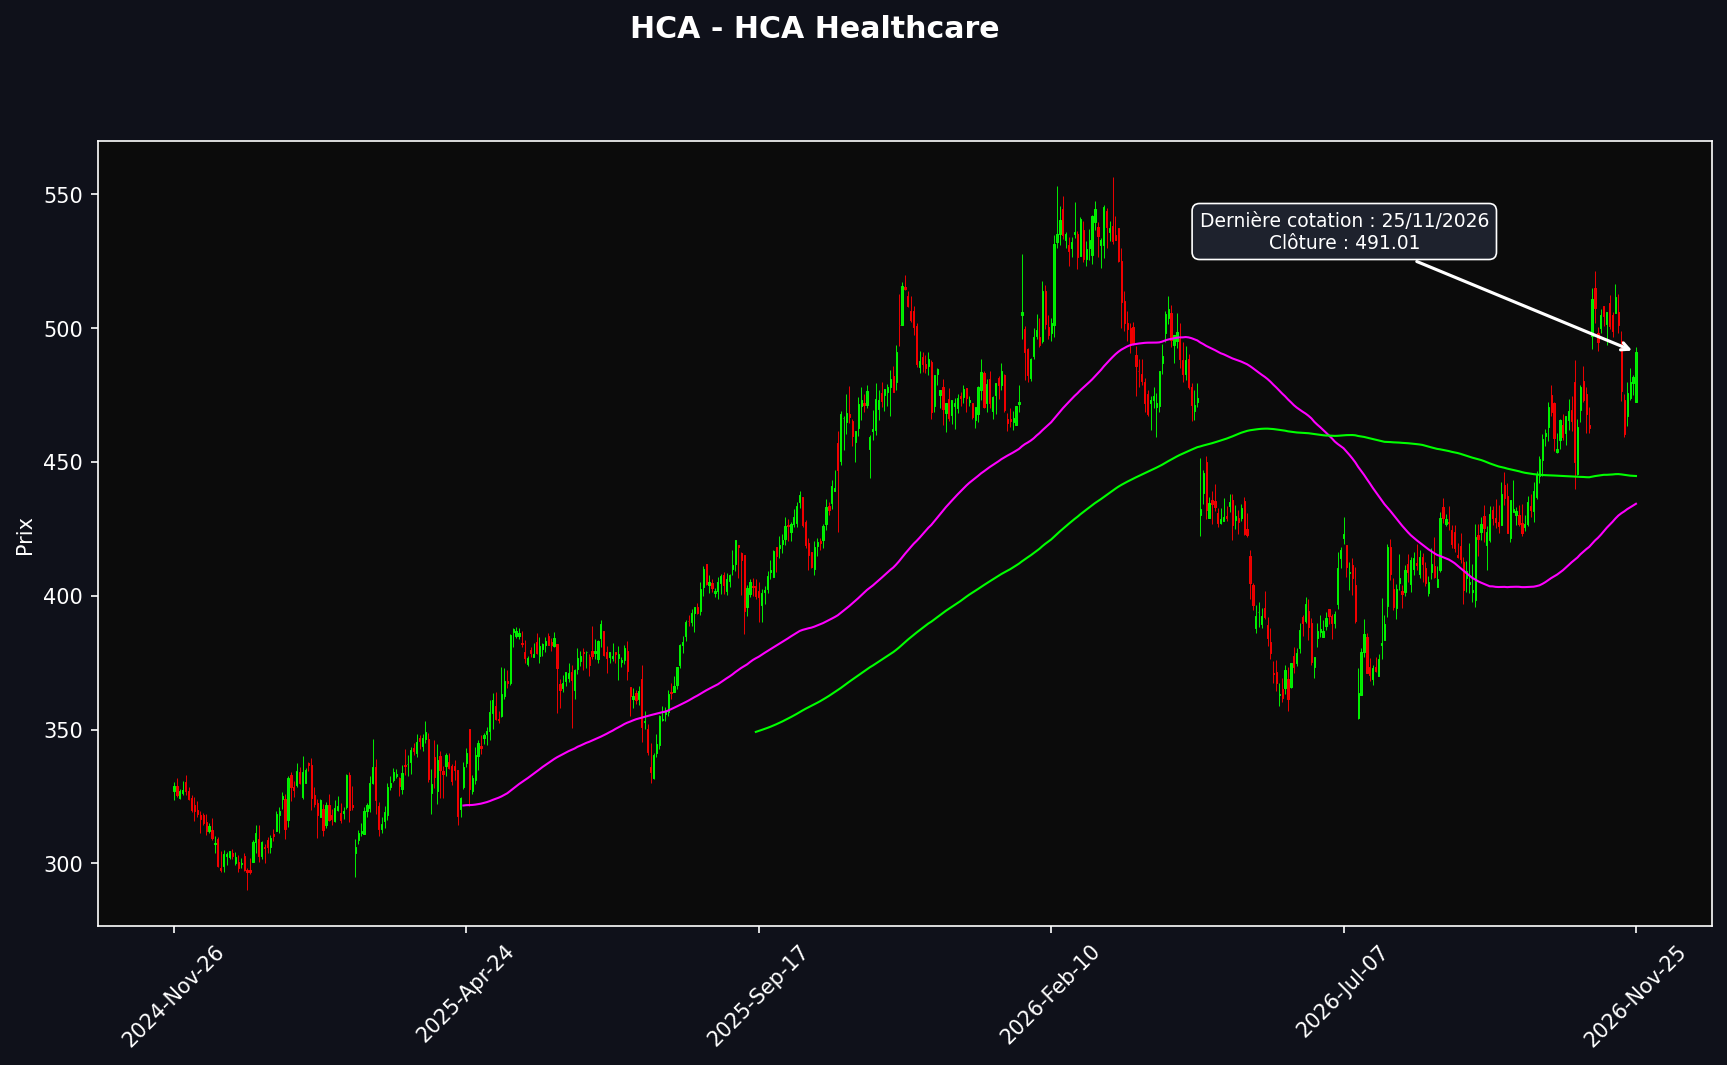 HCA - HCA Healthcare
Dernière cotation : 25/11/2026
Clôture : 491.01
Prix
550
500
450
400
350
300
2024-Nov-26
2025-Apr-24
2025-Sep-17
2026-Feb-10
2026-Jul-07
2026-Nov-25